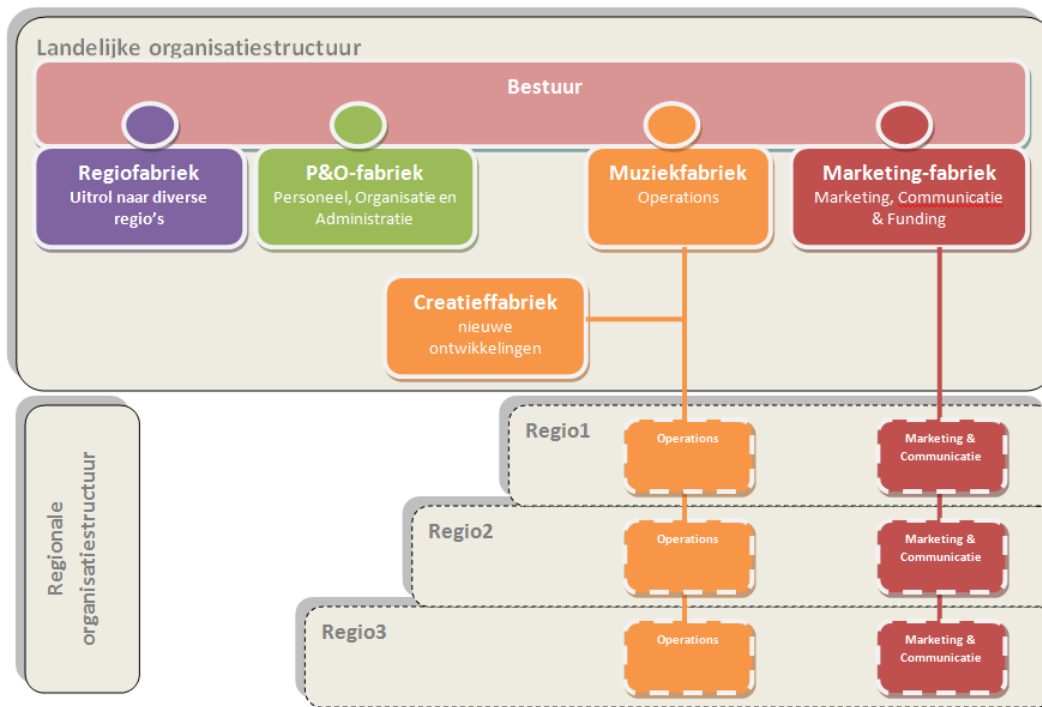 Landelijke organisatiestructuur
Bestuur
Regiofabriek
Uitrol naar diverse
regio's
P&O-fabriek
Personeel, Organisatie en
Administratie
Muziekfabriek
Operations
Marketing-fabriek
Marketing, Communicatie
& Funding
Creatieffabriek
nieuwe
ontwikkelingen
Regionale
organisatiestructuur
Regio1
Operations
Marketing &
Communicatie
Regio2
Operations
Marketing &
Communicatie
Regio3
Operations
Marketing &
Communicatie